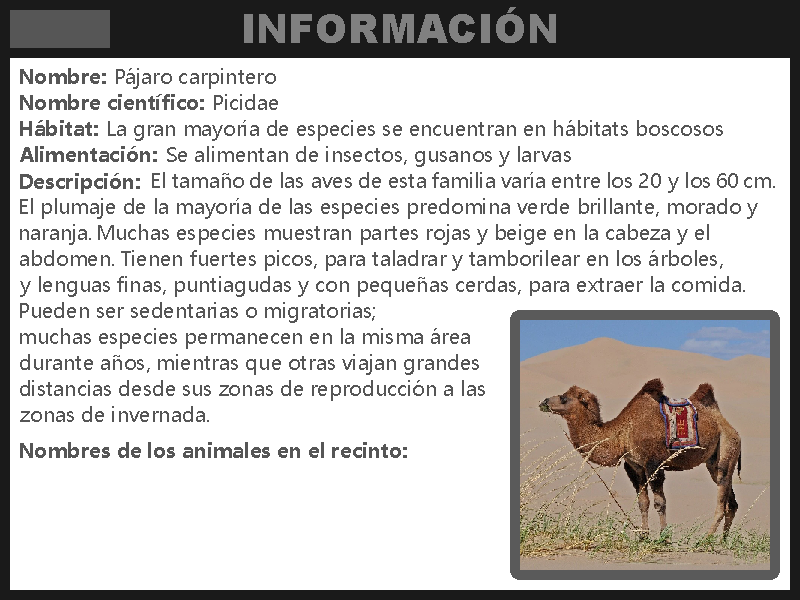 INFORMACIÓN
Nombre: Pájaro carpintero
Nombre científico: Picidae
Hábitat: La gran mayoría de especies se encuentran en hábitats boscosos
Alimentación: Se alimentan de insectos, gusanos y larvas
Descripción: El tamaño de las aves de esta familia varía entre los 20 y los 60 cm.
El plumaje de la mayoría de las especies predomina verde brillante, morado y
naranja. Muchas especies muestran partes rojas y beige en la cabeza y el
abdomen. Tienen fuertes picos, para taladrar y tamborilear en los árboles,
y lenguas finas, puntiagudas y con pequeñas cerdas, para extraer la comida.
Pueden ser sedentarias o migratorias;
muchas especies permanecen en la misma área
durante años, mientras que otras viajan grandes
distancias desde sus zonas de reproducción a las
zonas de invernada.
Nombres de los animales en el recinto: